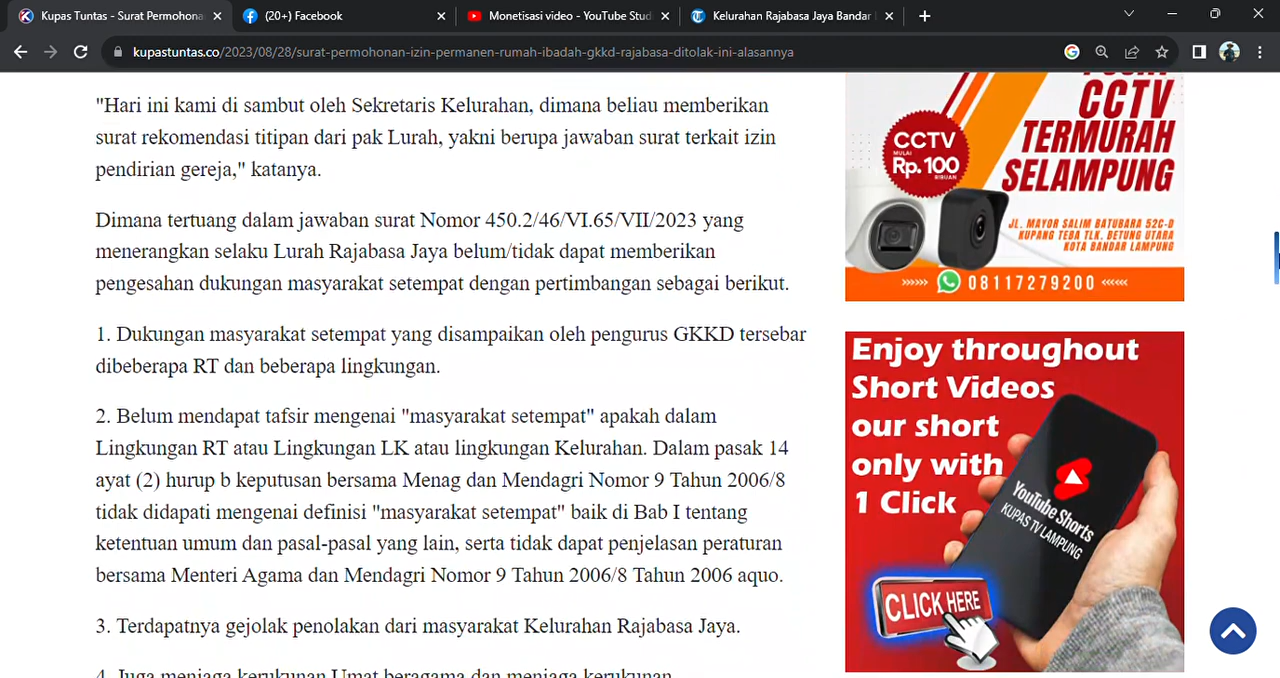 Kupas Tuntas - Surat Permohona
(20+) Facebook
Monetisasi video - YouTube Stud
Kelurahan Rajabasa Jaya Bandar
kupastuntas.co/2023/08/28/surat-permohonan-izin-permanen-rumah-ibadah-gkkd-rajabasa-ditolak-ini-alasannya
"Hari ini kami di sambut oleh Sekretaris Kelurahan, dimana beliau memberikan
surat rekomendasi titipan dari pak Lurah, yakni berupa jawaban surat terkait izin
pendirian gereja," katanya.
Dimana tertuang dalam jawaban surat Nomor 450.2/46/VI.65/VII/2023 yang
menerangkan selaku Lurah Rajabasa Jaya belum/tidak dapat memberikan
pengesahan dukungan masyarakat setempat dengan pertimbangan sebagai berikut.
1. Dukungan masyarakat setempat yang disampaikan oleh pengurus GKKD tersebar
dibeberapa RT dan beberapa lingkungan.
2. Belum mendapat tafsir mengenai "masyarakat setempat" apakah dalam
Lingkungan RT atau Lingkungan LK atau lingkungan Kelurahan. Dalam pasak 14
ayat (2) hurup b keputusan bersama Menag dan Mendagri Nomor 9 Tahun 2006/8
tidak didapati mengenai definisi "masyarakat setempat" baik di Bab I tentang
ketentuan umum dan pasal-pasal yang lain, serta tidak dapat penjelasan peraturan
bersama Menteri Agama dan Mendagri Nomor 9 Tahun 2006/8 Tahun 2006 aquo.
3. Terdapatnya gejolak penolakan dari masyarakat Kelurahan Rajabasa Jaya.
4. Juga menjaga kerukunan Umat beragama dan menjaga kerukunan
CCTV
TERMURAH
SELAMPUNG
CCTV
MULAI
Rp.100
RIBUAN
JL. MAYOR SALIM BATUBARA 52C-D
KUPANG TEBA TLK. BETUNG UTARA
KOTA BANDAR LAMPUNG
08117279200
Enjoy throughout
Short Videos
our short
only with
1 Click
YouTube Shorts
KUPAS TV LAMPUNG
CLICK HERE